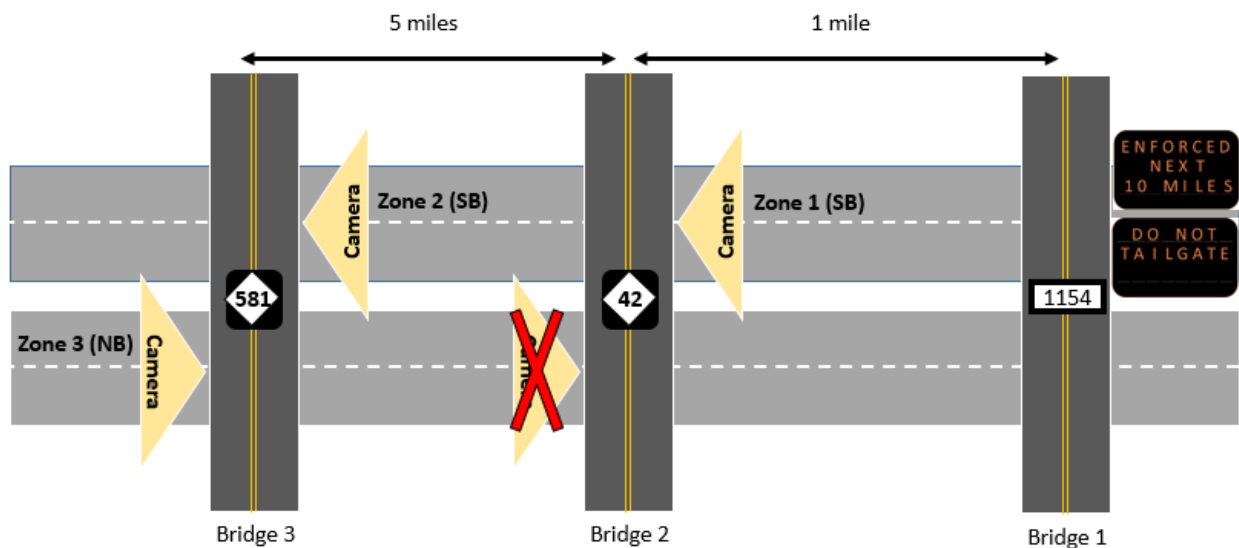 5 miles
1 mile
ENFORCED
NEXT
10 MILES
DO NOT
TAILGATE
Zone 2 (SB)
Camera
Zone 1 (SB)
Camera
581
42
1154
Zone 3 (NB)
Camera
Bridge 3
Bridge 2
Bridge 1